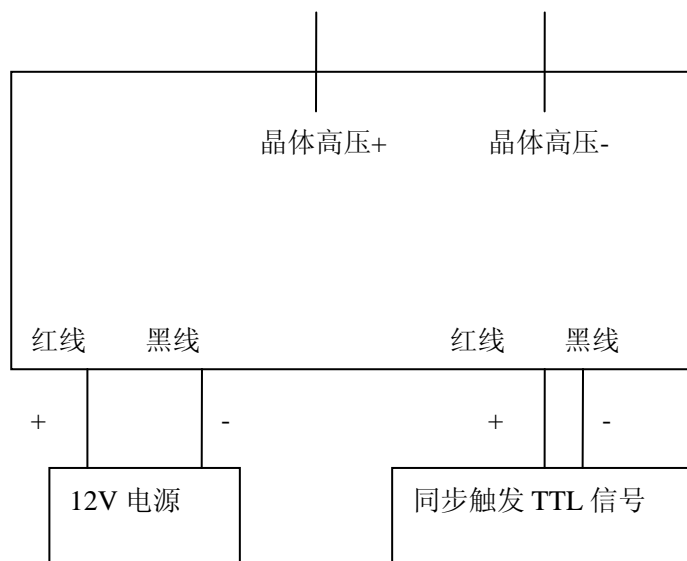 晶体高压+ 晶体高压-
红线 黑线 红线 黑线
+ - + -
12V 电源 同步触发 TTL 信号